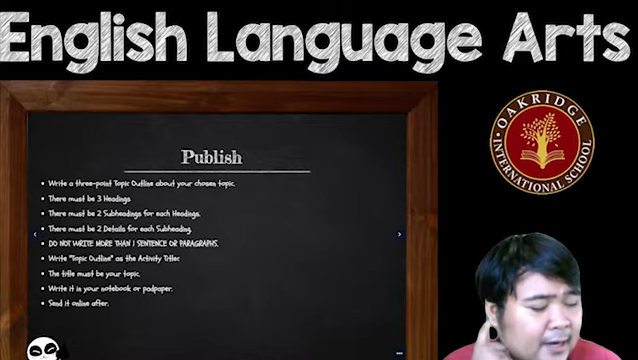 English Language Arts
OAKRIDGE
INTERNATIONAL SCHOOL
Publish
Write a three-point Topic Outline about your chosen topic.
There must be 3 Headings
There must be 2 Subheadings for each Headings.
There must be 2 Details for each Subheading.
DO NOT WRITE MORE THAN 1 SENTENCE OR PARAGRAPHS.
Write "Topic Outline" as the Activity Title:
The title must be your topic.
Write it in your notebook or padpaper.
Send it online after.